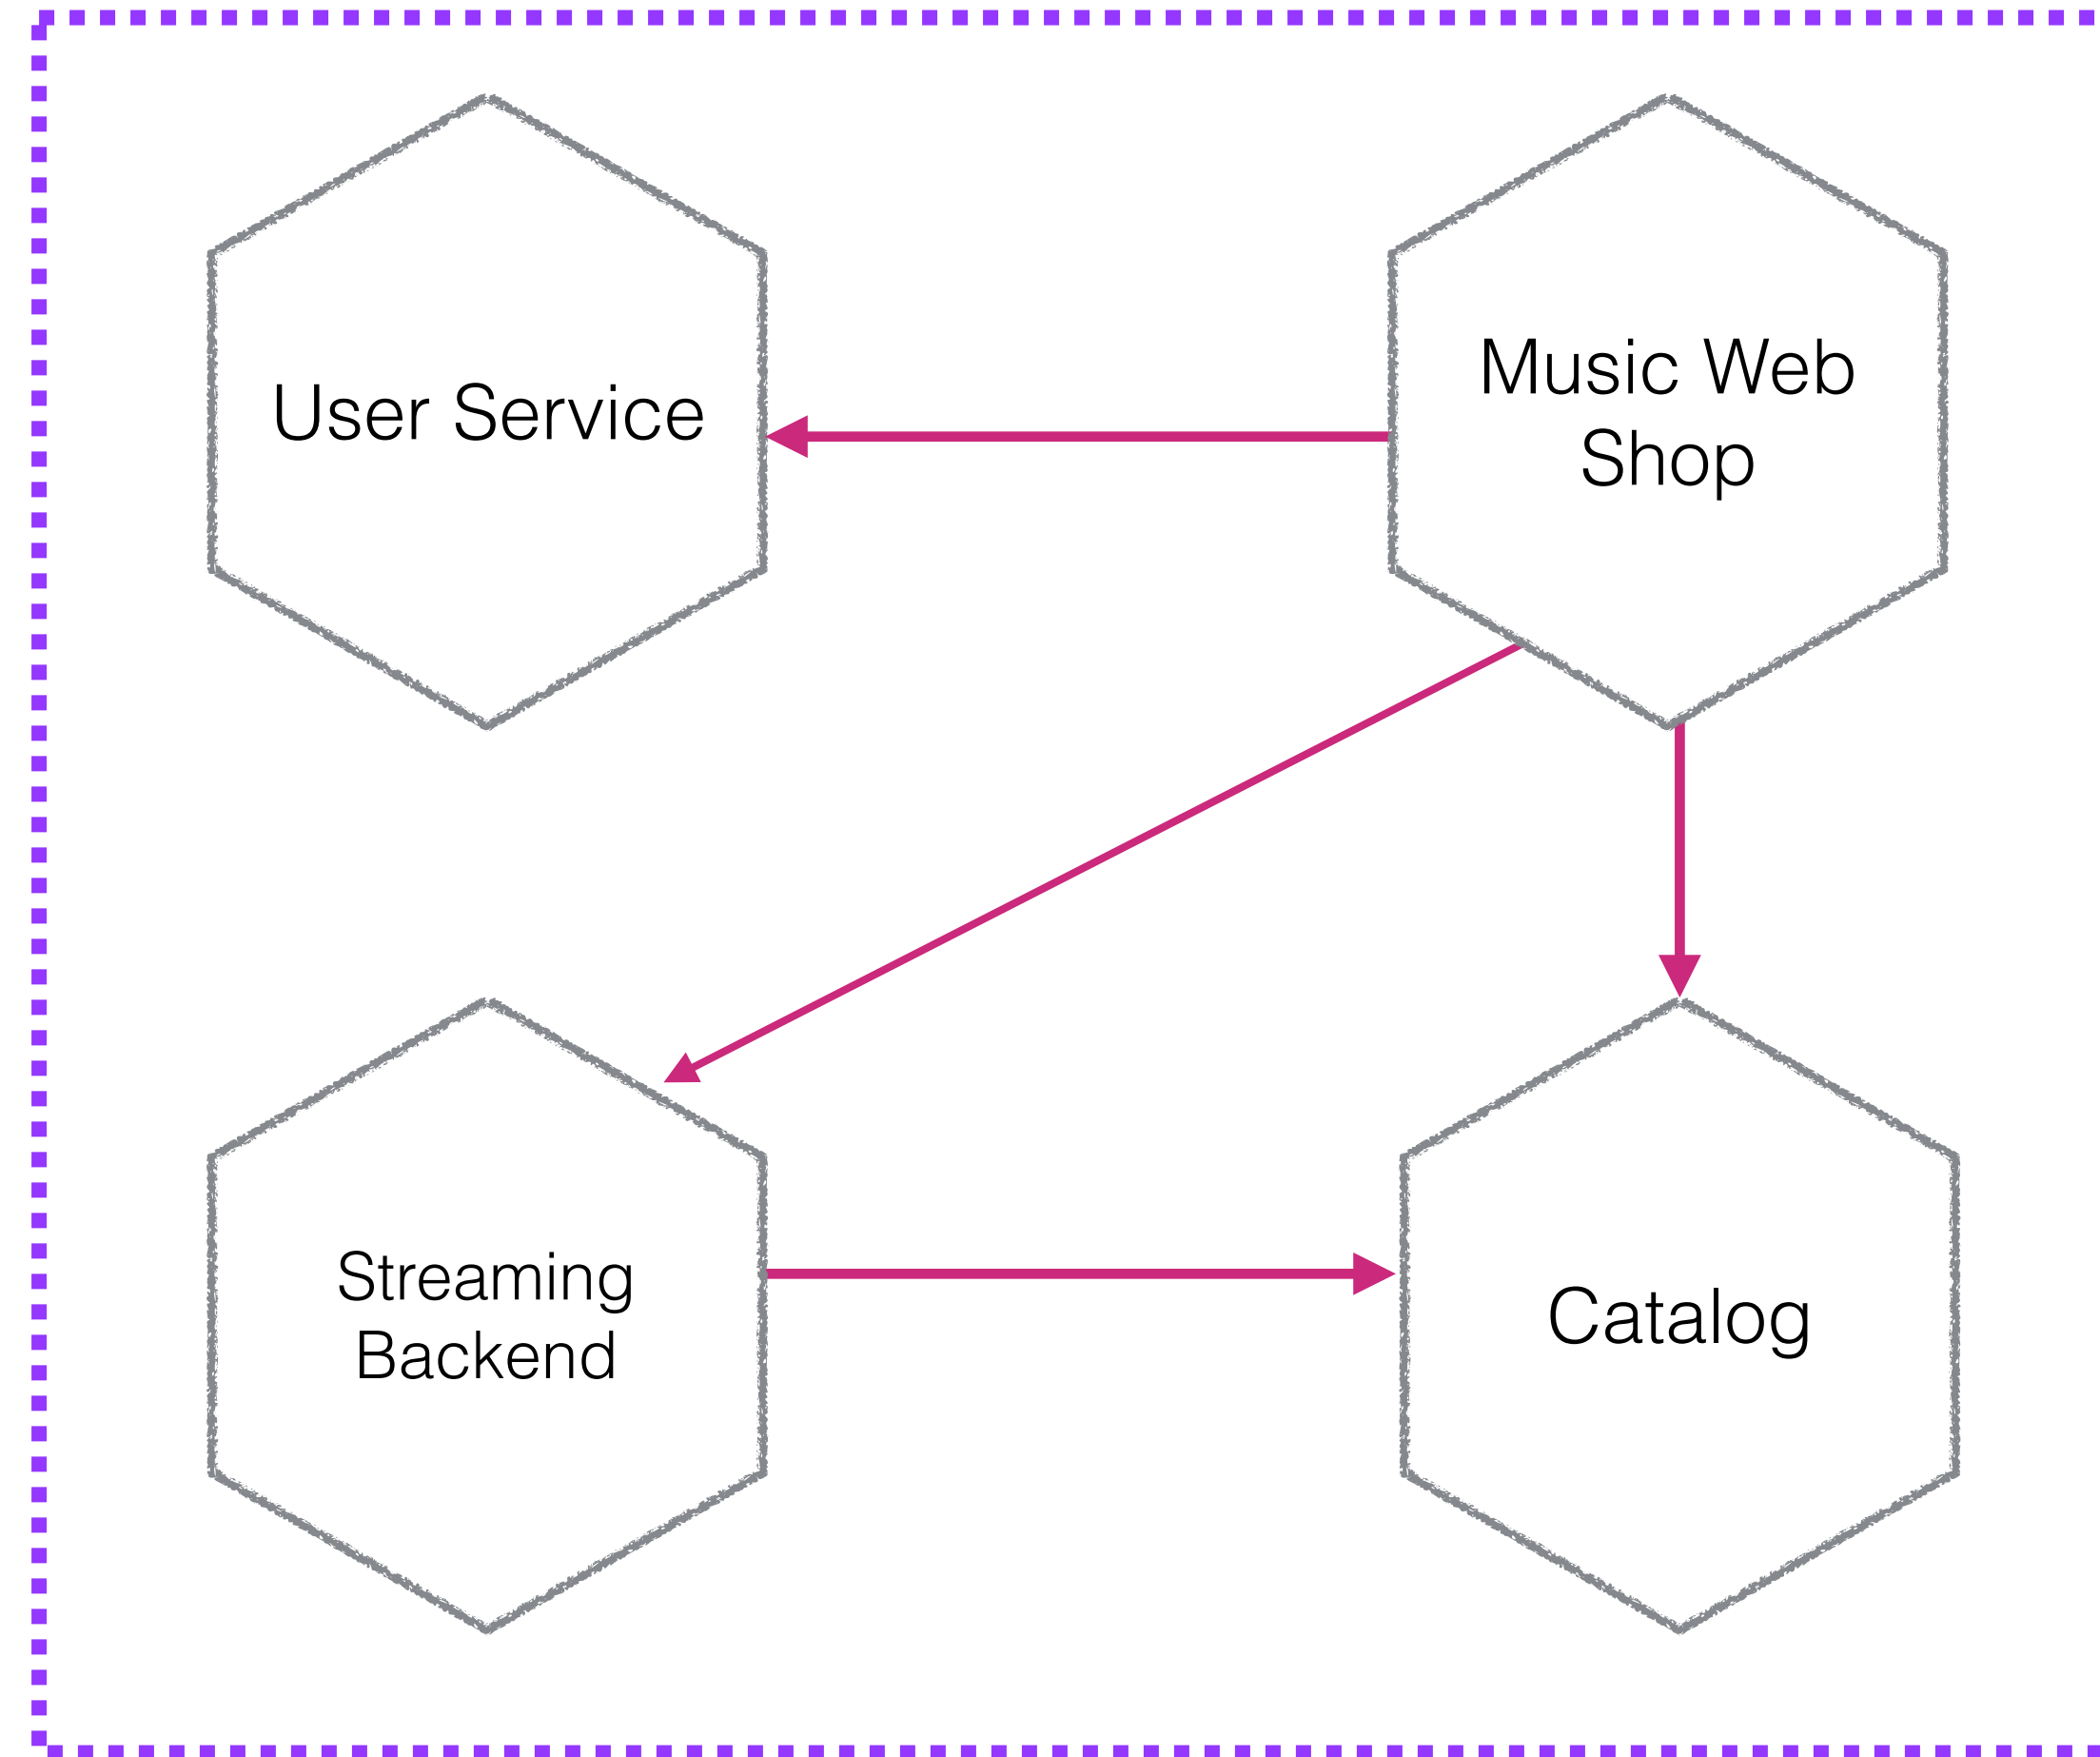 User Service
Music Web
Shop
Streaming
Backend
Catalog